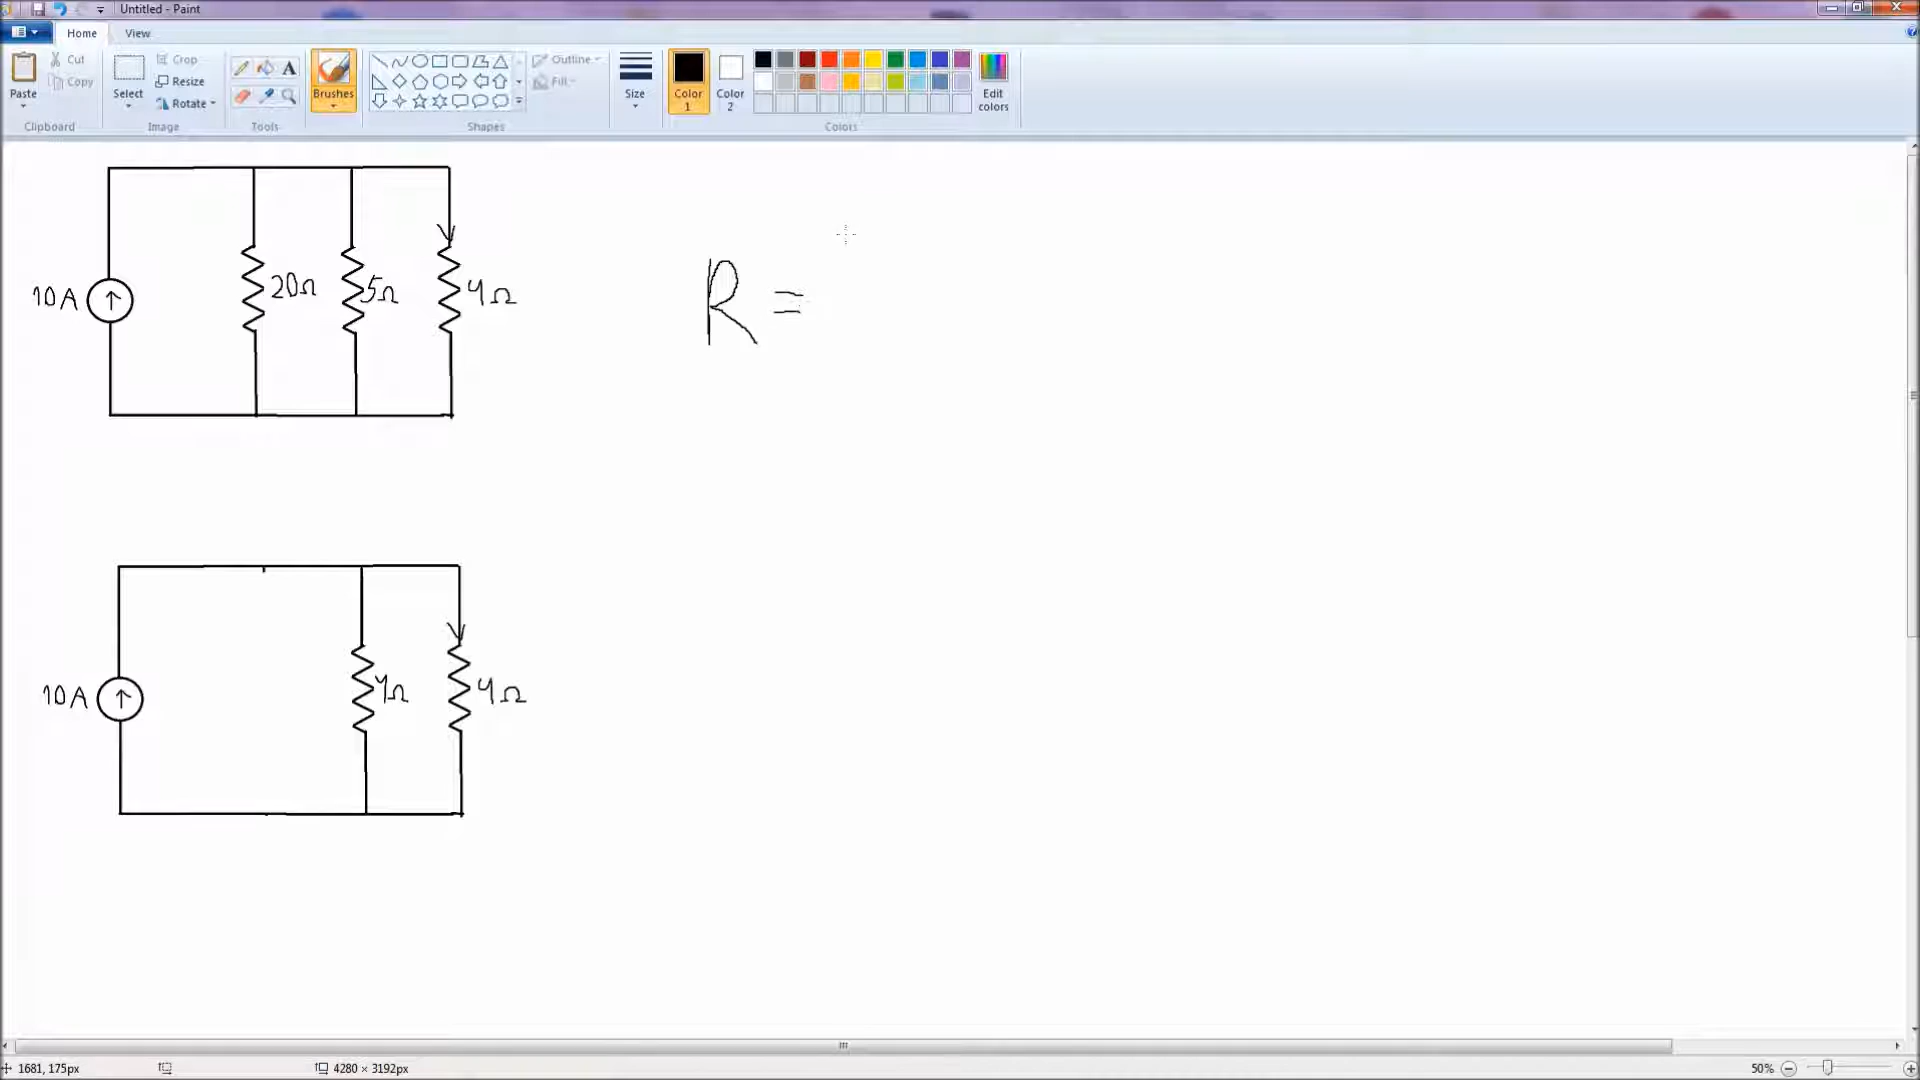 Untitled - Paint
Home View
Paste
Cut
Copy
Clipboard
Select
Crop
Resize
Rotate
Image
A
Tools
Brushes
Outline
Fill
Shapes
Size
Color 1
Color 2
Edit colors
Colors
10A
20Ω
5Ω
4Ω
R =
10A
4Ω
4Ω
1681, 175px
4280 × 3192px
50%